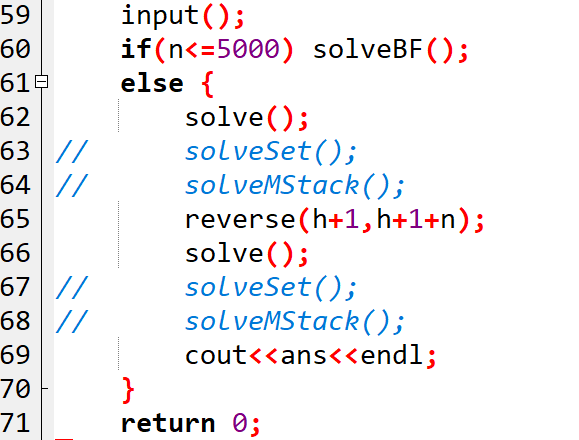 59 input();
60 if(n<=5000) solveBF();
61 else {
62 solve();
63 // solveSet();
64 // solveMStack();
65 reverse(h+1,h+1+n);
66 solve();
67 // solveSet();
68 // solveMStack();
69 cout<<ans<<endl;
70 }
71 return 0;